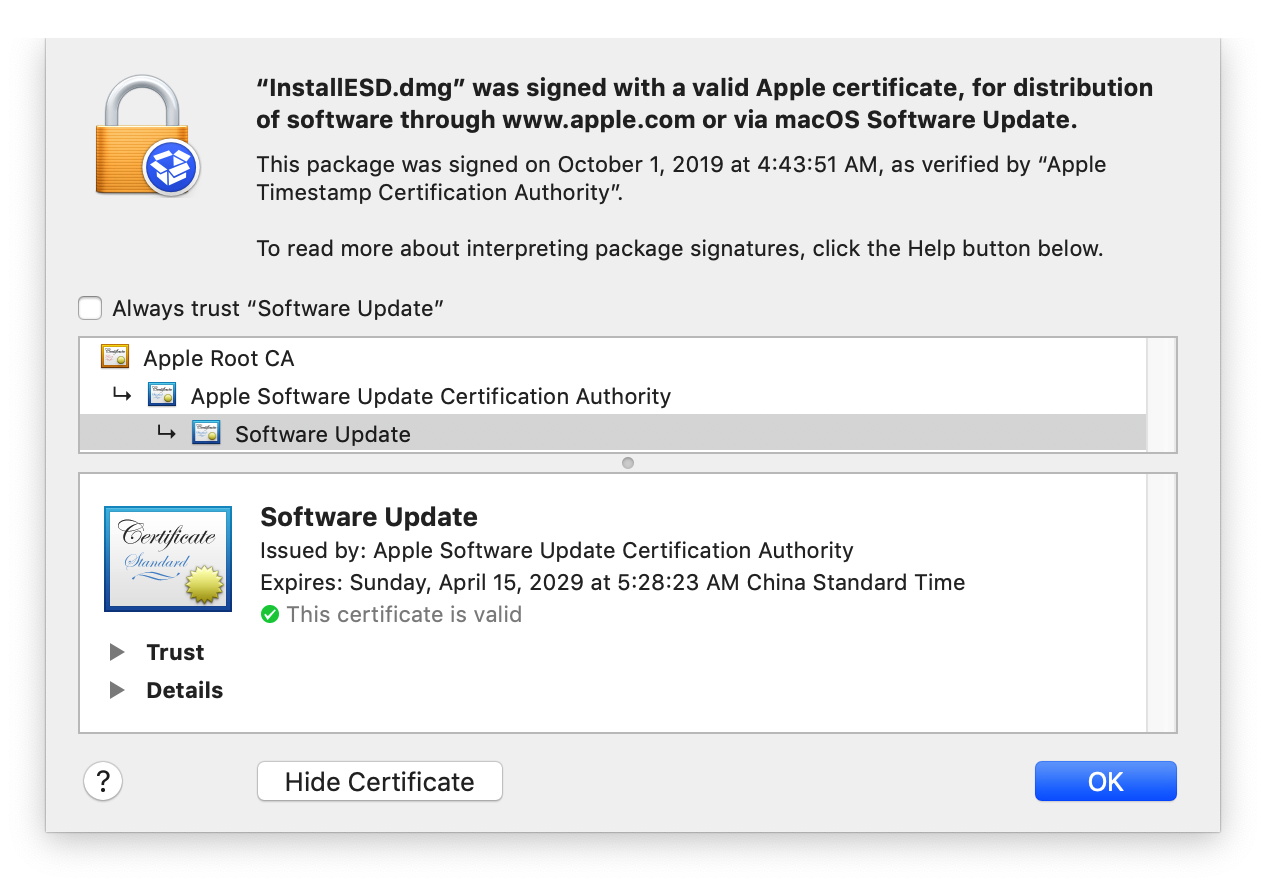 “InstallESD.dmg” was signed with a valid Apple certificate, for distribution
of software through www.apple.com or via macOS Software Update.
This package was signed on October 1, 2019 at 4:43:51 AM, as verified by “Apple
Timestamp Certification Authority”.
To read more about interpreting package signatures, click the Help button below.
Always trust “Software Update”
Apple Root CA
Apple Software Update Certification Authority
Software Update
Certificate
Standard
Software Update
Issued by: Apple Software Update Certification Authority
Expires: Sunday, April 15, 2029 at 5:28:23 AM China Standard Time
This certificate is valid
Trust
Details
?
Hide Certificate
OK